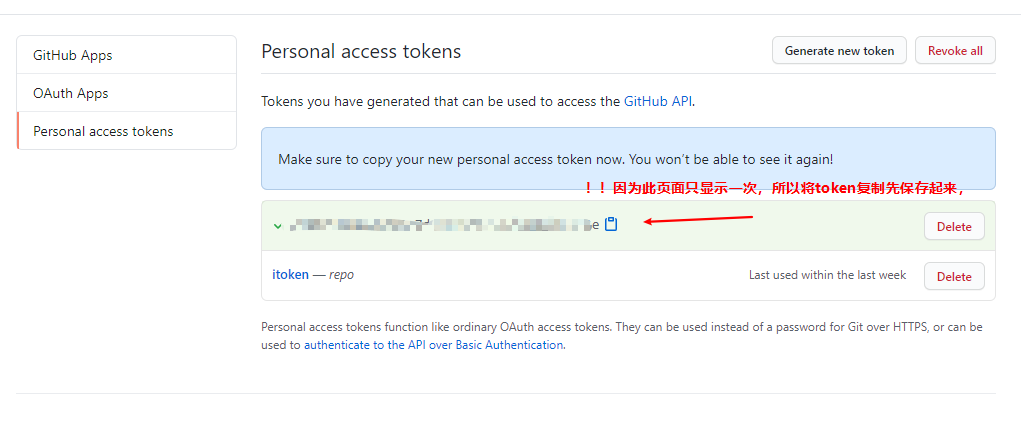 GitHub Apps
OAuth Apps
Personal access tokens
Personal access tokens
Generate new token
Revoke all
Tokens you have generated that can be used to access the GitHub API.
Make sure to copy your new personal access token now. You won’t be able to see it again!
！！因为此页面只显示一次，所以将token复制先保存起来，
e
Delete
itoken — repo
Last used within the last week
Delete
Personal access tokens function like ordinary OAuth access tokens. They can be used instead of a password for Git over HTTPS, or can be
used to authenticate to the API over Basic Authentication.